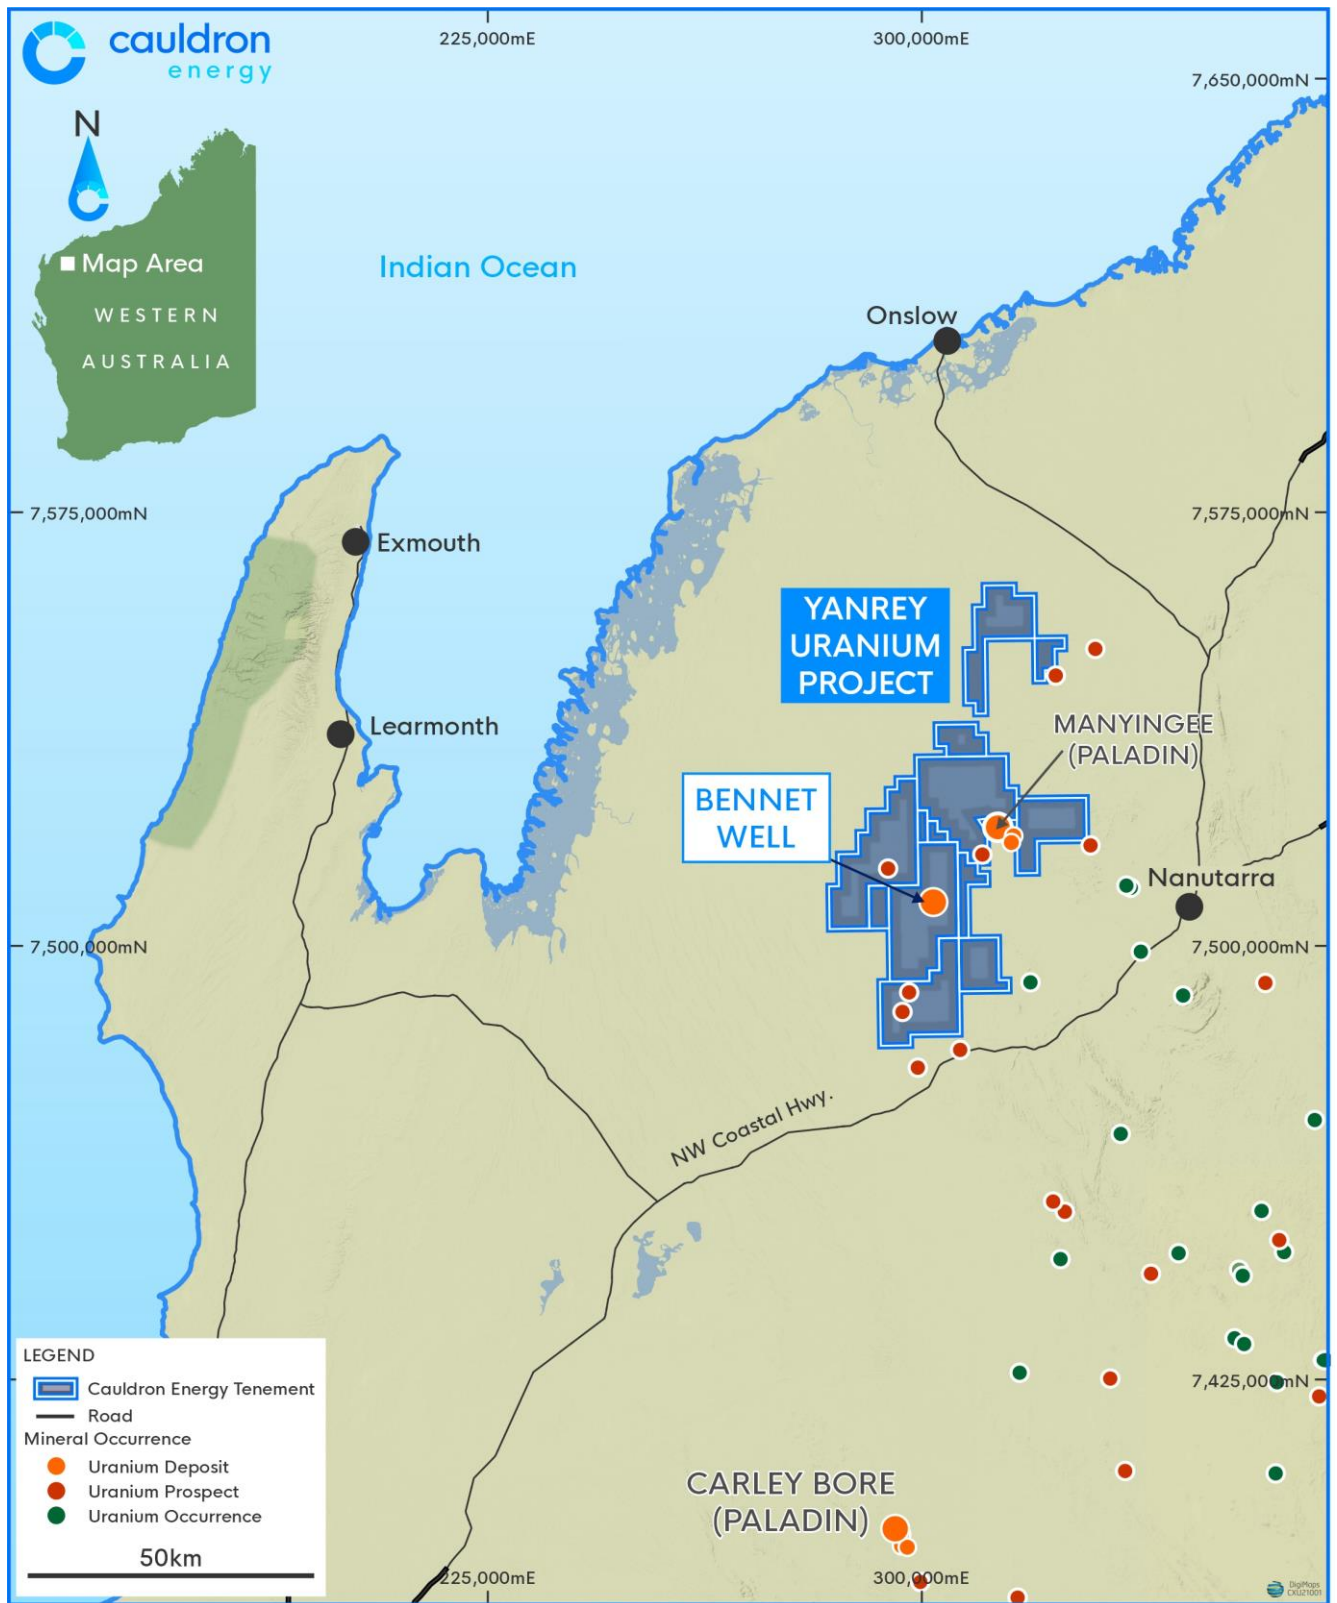 cauldron
energy
225,000mE
300,000mE
7,650,000mN
N
Map Area
WESTERN
AUSTRALIA
Indian Ocean
Onslow
7,575,000mN
7,575,000mN
Exmouth
YANREY
URANIUM
PROJECT
Learmonth
MANYINGEE
(PALADIN)
BENNET
WELL
Nanutarra
7,500,000mN
7,500,000mN
NW Coastal Hwy.
LEGEND
Cauldron Energy Tenement
Road
Mineral Occurrence
Uranium Deposit
Uranium Prospect
Uranium Occurrence
50km
7,425,000mN
CARLEY BORE
(PALADIN)
225,000mE
300,000mE
DigiMaps
CXU21001